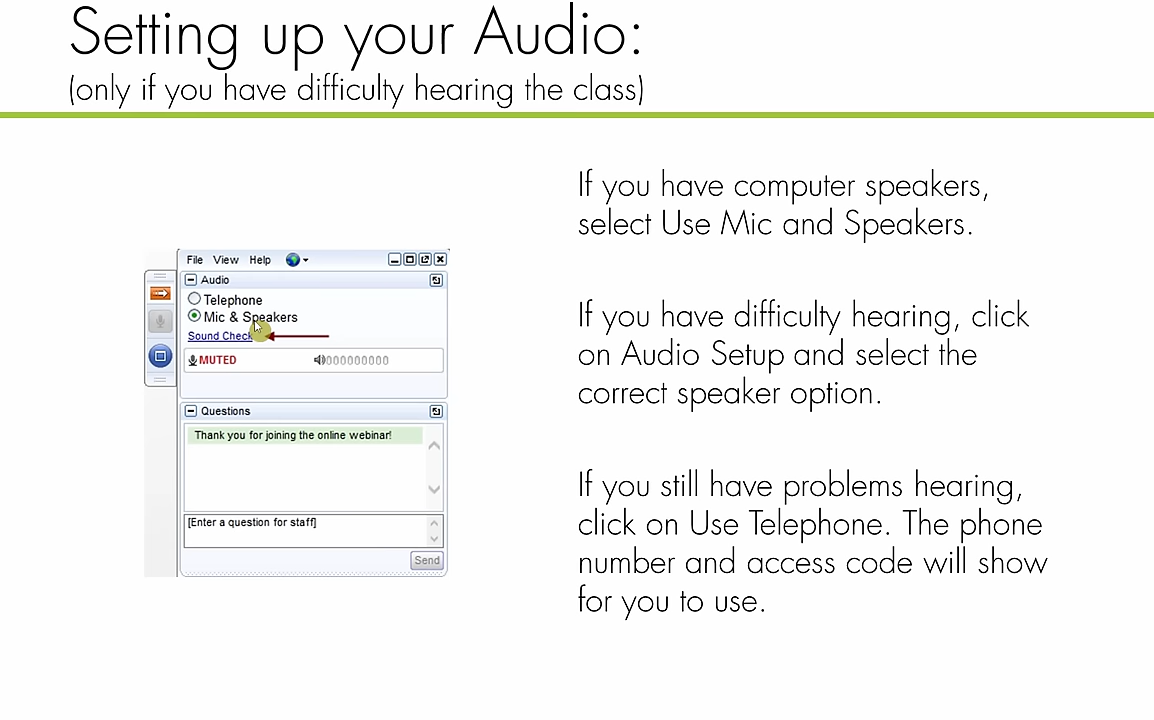 Setting up your Audio:
(only if you have difficulty hearing the class)
If you have computer speakers,
select Use Mic and Speakers.
If you have difficulty hearing, click
on Audio Setup and select the
correct speaker option.
If you still have problems hearing,
click on Use Telephone. The phone
number and access code will show
for you to use.
File View Help
Audio
Telephone
Mic & Speakers
Sound Check
MUTED
000000000
Questions
Thank you for joining the online webinar!
[Enter a question for staff]
Send